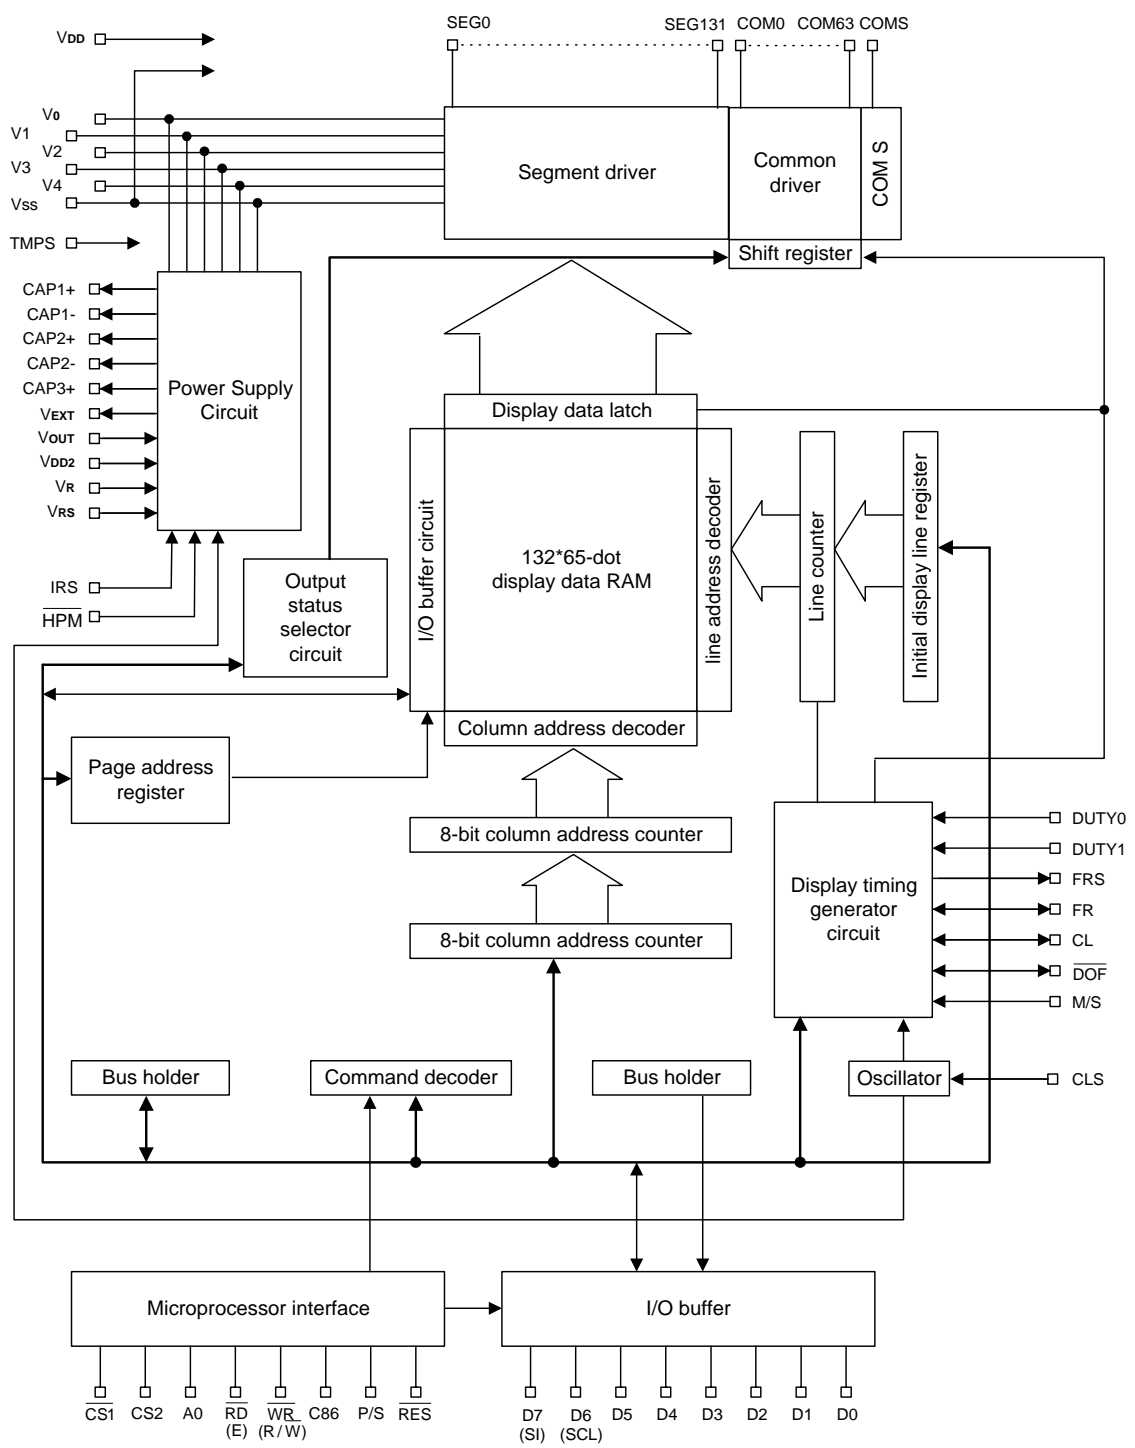 SEG0
SEG131
COM0
COM63
COMS
VDD
V0
V1
V2
V3
V4
Vss
TMPS
Segment driver
Common
driver
COM S
Shift register
CAP1+
CAP1-
CAP2+
CAP2-
CAP3+
VEXT
VOUT
VDD2
VR
VRS
Power Supply
Circuit
IRS
HPM
Output
status
selector
circuit
Display data latch
I/O buffer circuit
132*65-dot
display data RAM
line address decoder
Line counter
Initial display line register
Column address decoder
Page address
register
8-bit column address counter
8-bit column address counter
Display timing
generator
circuit
DUTY0
DUTY1
FRS
FR
CL
DOF
M/S
Bus holder
Command decoder
Bus holder
Oscillator
CLS
Microprocessor interface
I/O buffer
CS1
CS2
A0
RD
(E)
WR
(R/W)
C86
P/S
RES
D7
(SI)
D6
(SCL)
D5
D4
D3
D2
D1
D0